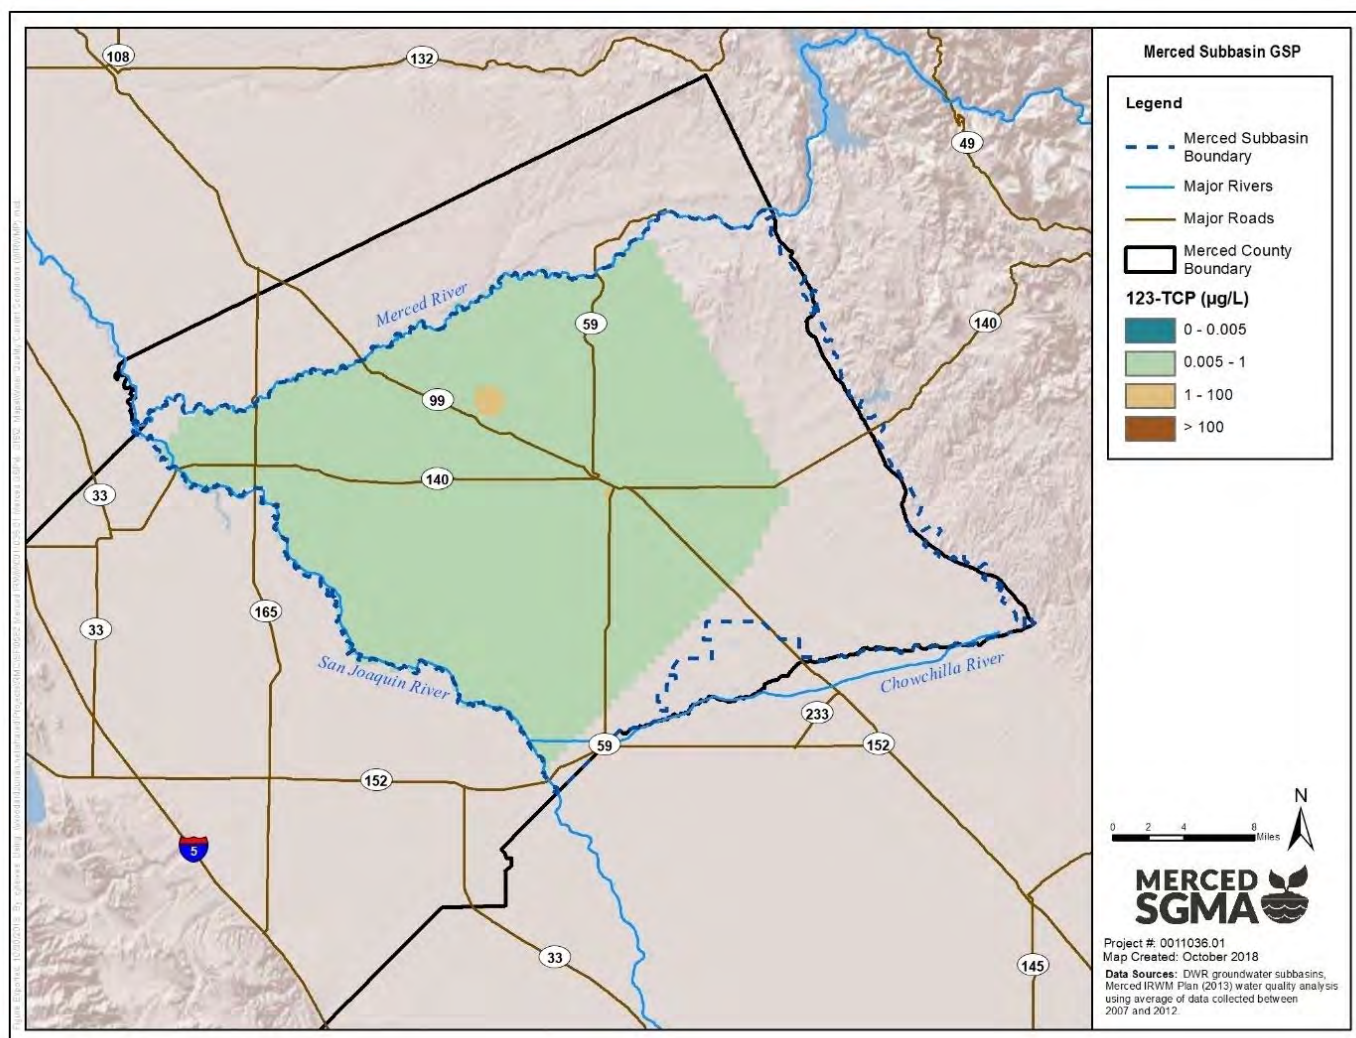 Merced Subbasin GSP
Legend
Merced Subbasin
Boundary
Major Rivers
Major Roads
Merced County
Boundary
123-TCP (µg/L)
0 - 0.005
0.005 - 1
1 - 100
> 100
108
132
49
Merced River
59
140
99
140
33
165
33
San Joaquin River
Chowchilla River
233
59
152
152
5
33
145
N
0 2 4 8
Miles
MERCED
SGMA
Project #: 0011036.01
Map Created: October 2018
Data Sources: DWR groundwater subbasins,
Merced IRWM Plan (2013) water quality analysis
using average of data collected between
2007 and 2012.